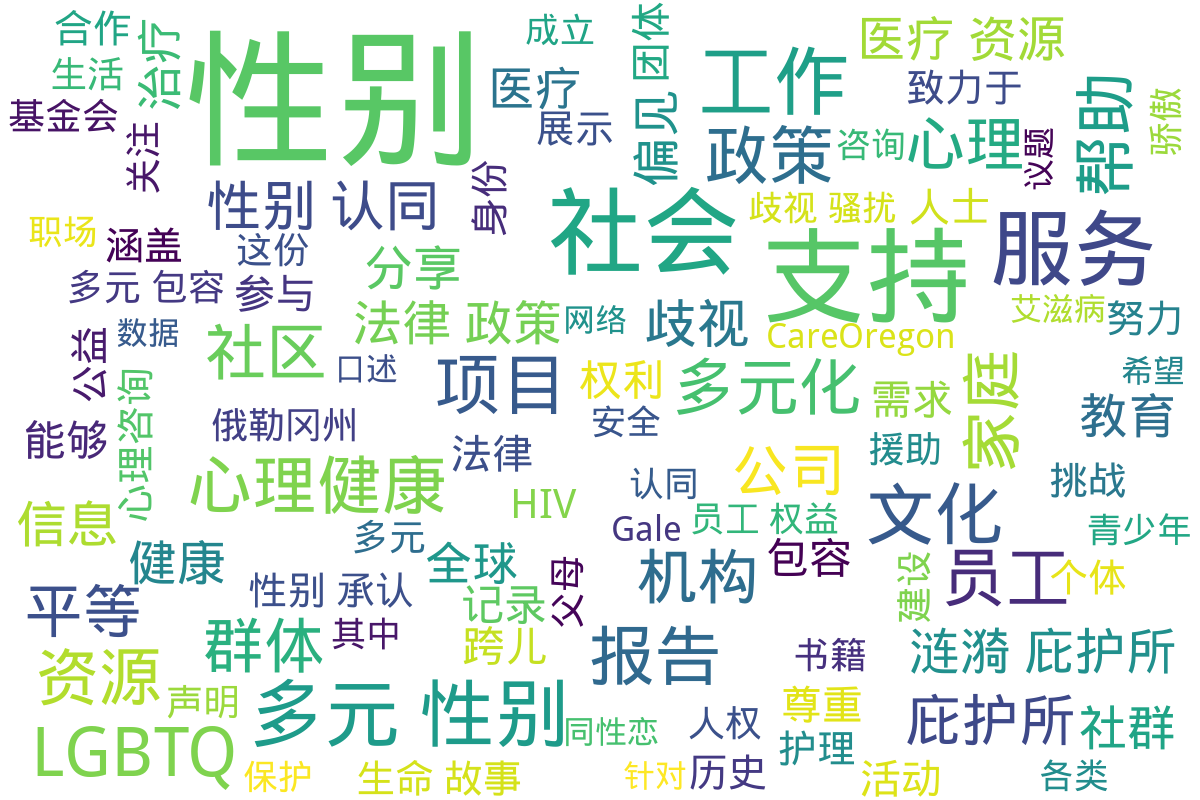 合作
治疗
性别
成立
团体
工作
医疗 资源
生活
医疗
致力于
帮助
骄傲
基金会
关注
展示
偏见
政策
咨询
心理
议题
性别 认同
身份
社会
歧视 骚扰
人士
服务
职场
涵盖
这份
分享
支持
多元 包容
参与
法律 政策
网络
歧视
CareOregon
艾滋病
努力
公益
数据
社区
口述
项目
权利
多元化
需求
家庭
希望
心理咨询
能够
俄勒冈州
法律
安全
教育
援助
心理健康
认同
公司
挑战
信息
HIV
Gale
员工 权益
文化
青少年
健康
多元
全球
父母
机构
包容
建设
员工
个体
平等
性别 承认
记录
群体
其中
跨儿
报告
书籍
涟漪 庇护所
资源
声明
多元 性别
同性恋
人权
尊重
护理
庇护所
社群
LGBTQ
保护
生命 故事
针对
历史
活动
各类